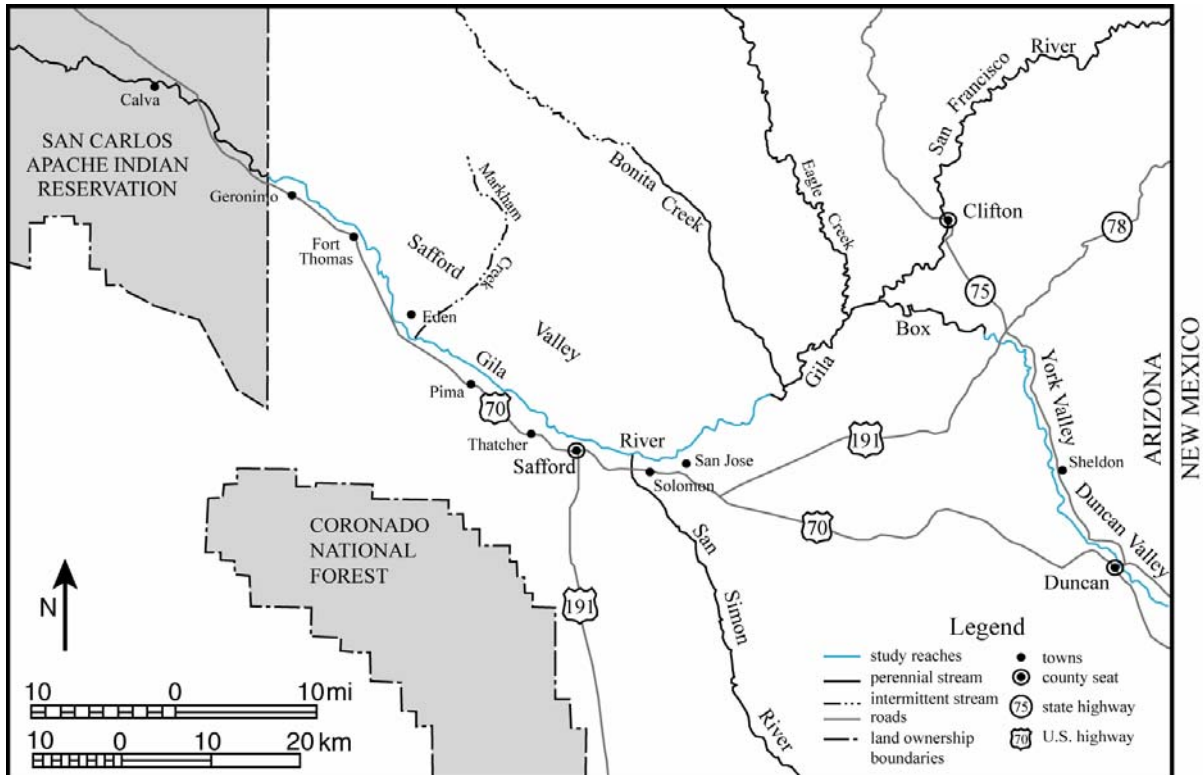 San
Francisco
River
Calva
SAN CARLOS
APACHE INDIAN
RESERVATION
Geronimo
Fort
Thomas
Markham
Creek
Bonita
Creek
Eagle
Creek
Clifton
78
75
Safford
Valley
Eden
Gila
Pima
70
Thatcher
Safford
River
San Jose
Solomon
Gila
Box
191
York Valley
Sheldon
Duncan Valley
Duncan
ARIZONA
NEW MEXICO
CORONADO
NATIONAL
FOREST
191
San
Simon
River
70
N
10 0 10 mi
10 0 10 20 km
Legend
study reaches
perennial stream
intermittent stream
roads
land ownership
boundaries
towns
county seat
75 state highway
70 U.S. highway